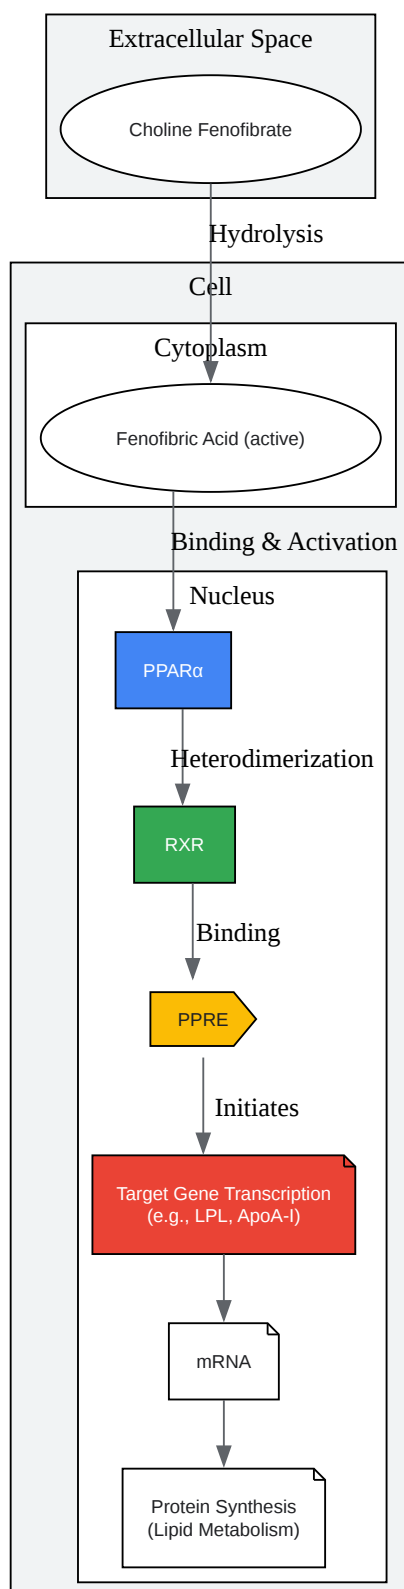 Extracellular Space
Choline Fenofibrate
Hydrolysis
Cell
Cytoplasm
Fenofibric Acid (active)
Binding & Activation
Nucleus
PPARα
Heterodimerization
RXR
Binding
PPRE
Initiates
Target Gene Transcription
(e.g., LPL, ApoA-I)
mRNA
Protein Synthesis
(Lipid Metabolism)